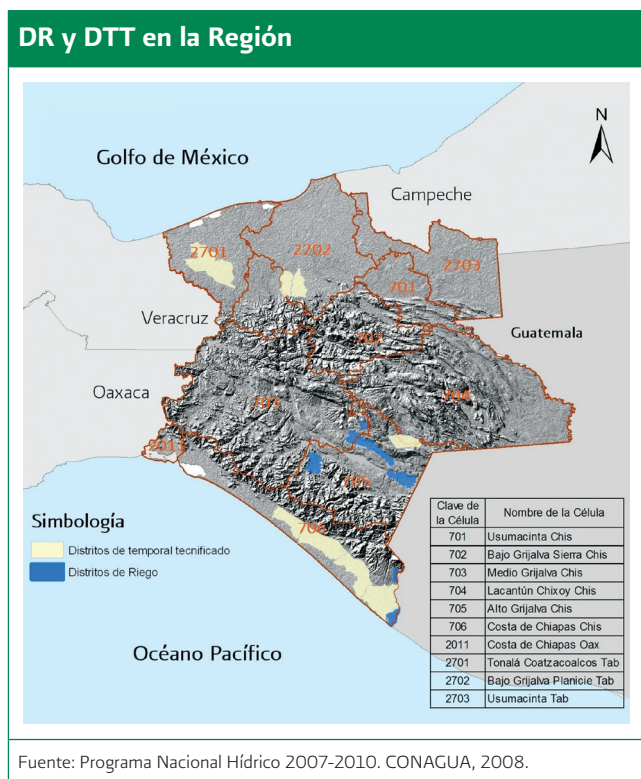 DR y DTT en la Región
N
Golfo de México
Campeche
2701
2702
2703
701
Veracruz
Guatemala
702
Oaxaca
703
704
2011
705
706
Simbología
Distritos de temporal tecnificado
Distritos de Riego
Océano Pacífico
Clave de la Célula Nombre de la Célula
701 Usumacinta Chis
702 Bajo Grijalva Sierra Chis
703 Medio Grijalva Chis
704 Lacantún Chixoy Chis
705 Alto Grijalva Chis
706 Costa de Chiapas Chis
2011 Costa de Chiapas Oax
2701 Tonalá Coatzacoalcos Tab
2702 Bajo Grijalva Planicie Tab
2703 Usumacinta Tab
Fuente: Programa Nacional Hídrico 2007-2010. CONAGUA, 2008.